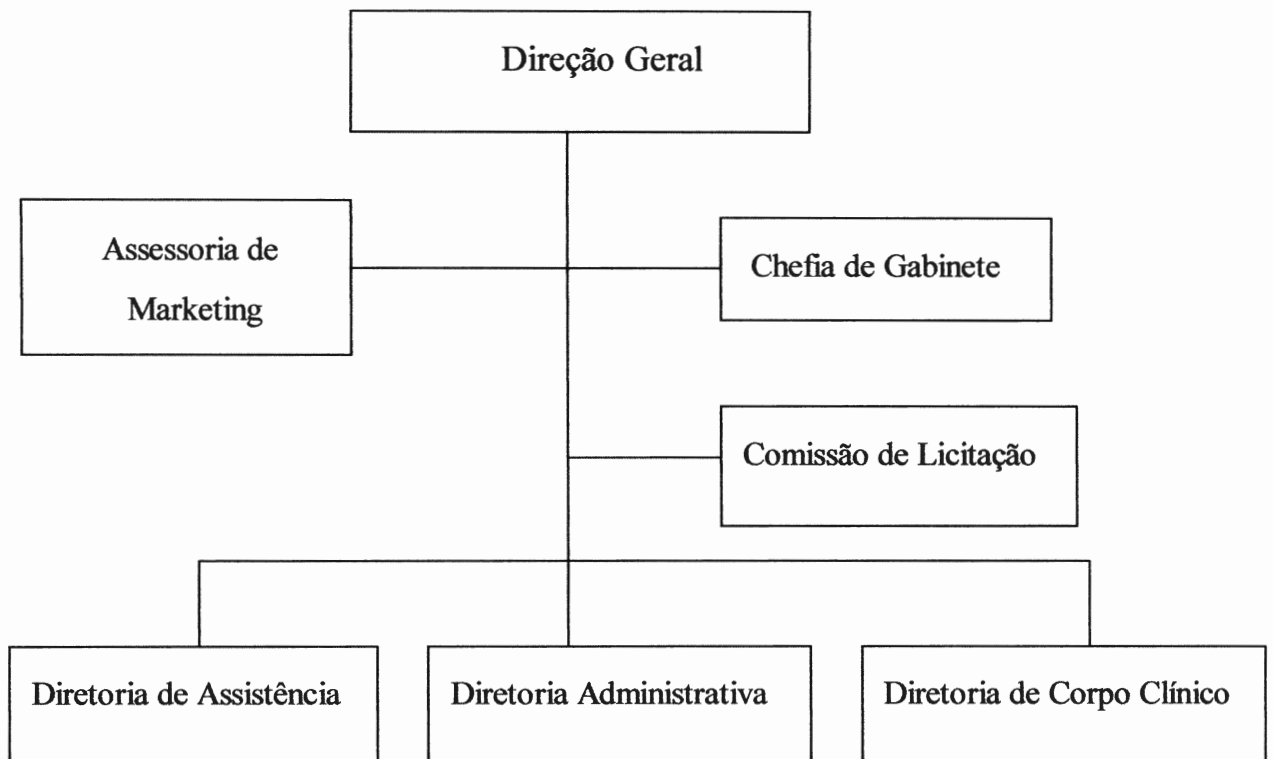 Direção Geral
Assessoria de
Marketing
Chefia de Gabinete
Comissão de Licitação
Diretoria de Assistência
Diretoria Administrativa
Diretoria de Corpo Clínico